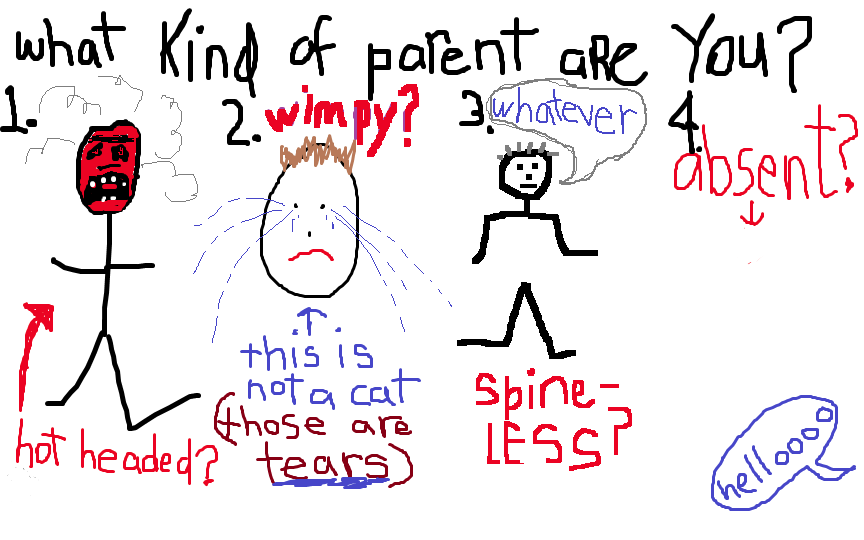 what Kind of parent are You?
1.
hot headed?
2. wimpy?
this is
not a cat
(those are
tears)
3.
whatever
spine-
LESS?
4.
absent?
helloooo